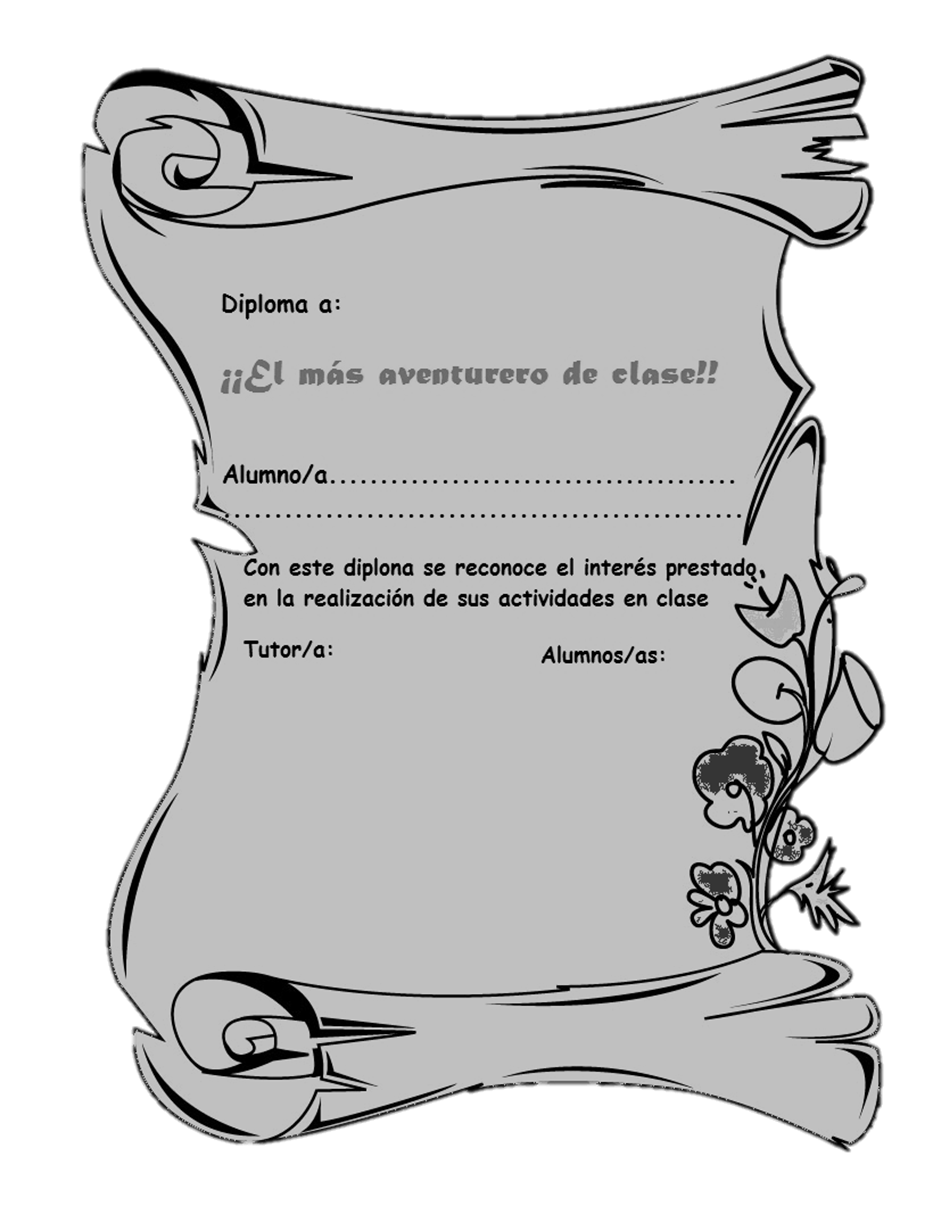 Diploma a:
¡¡El más aventurero de clase!!
Alumno/a........................................
...................................................
Con este diplona se reconoce el interés prestado
en la realización de sus actividades en clase
Tutor/a:
Alumnos/as: